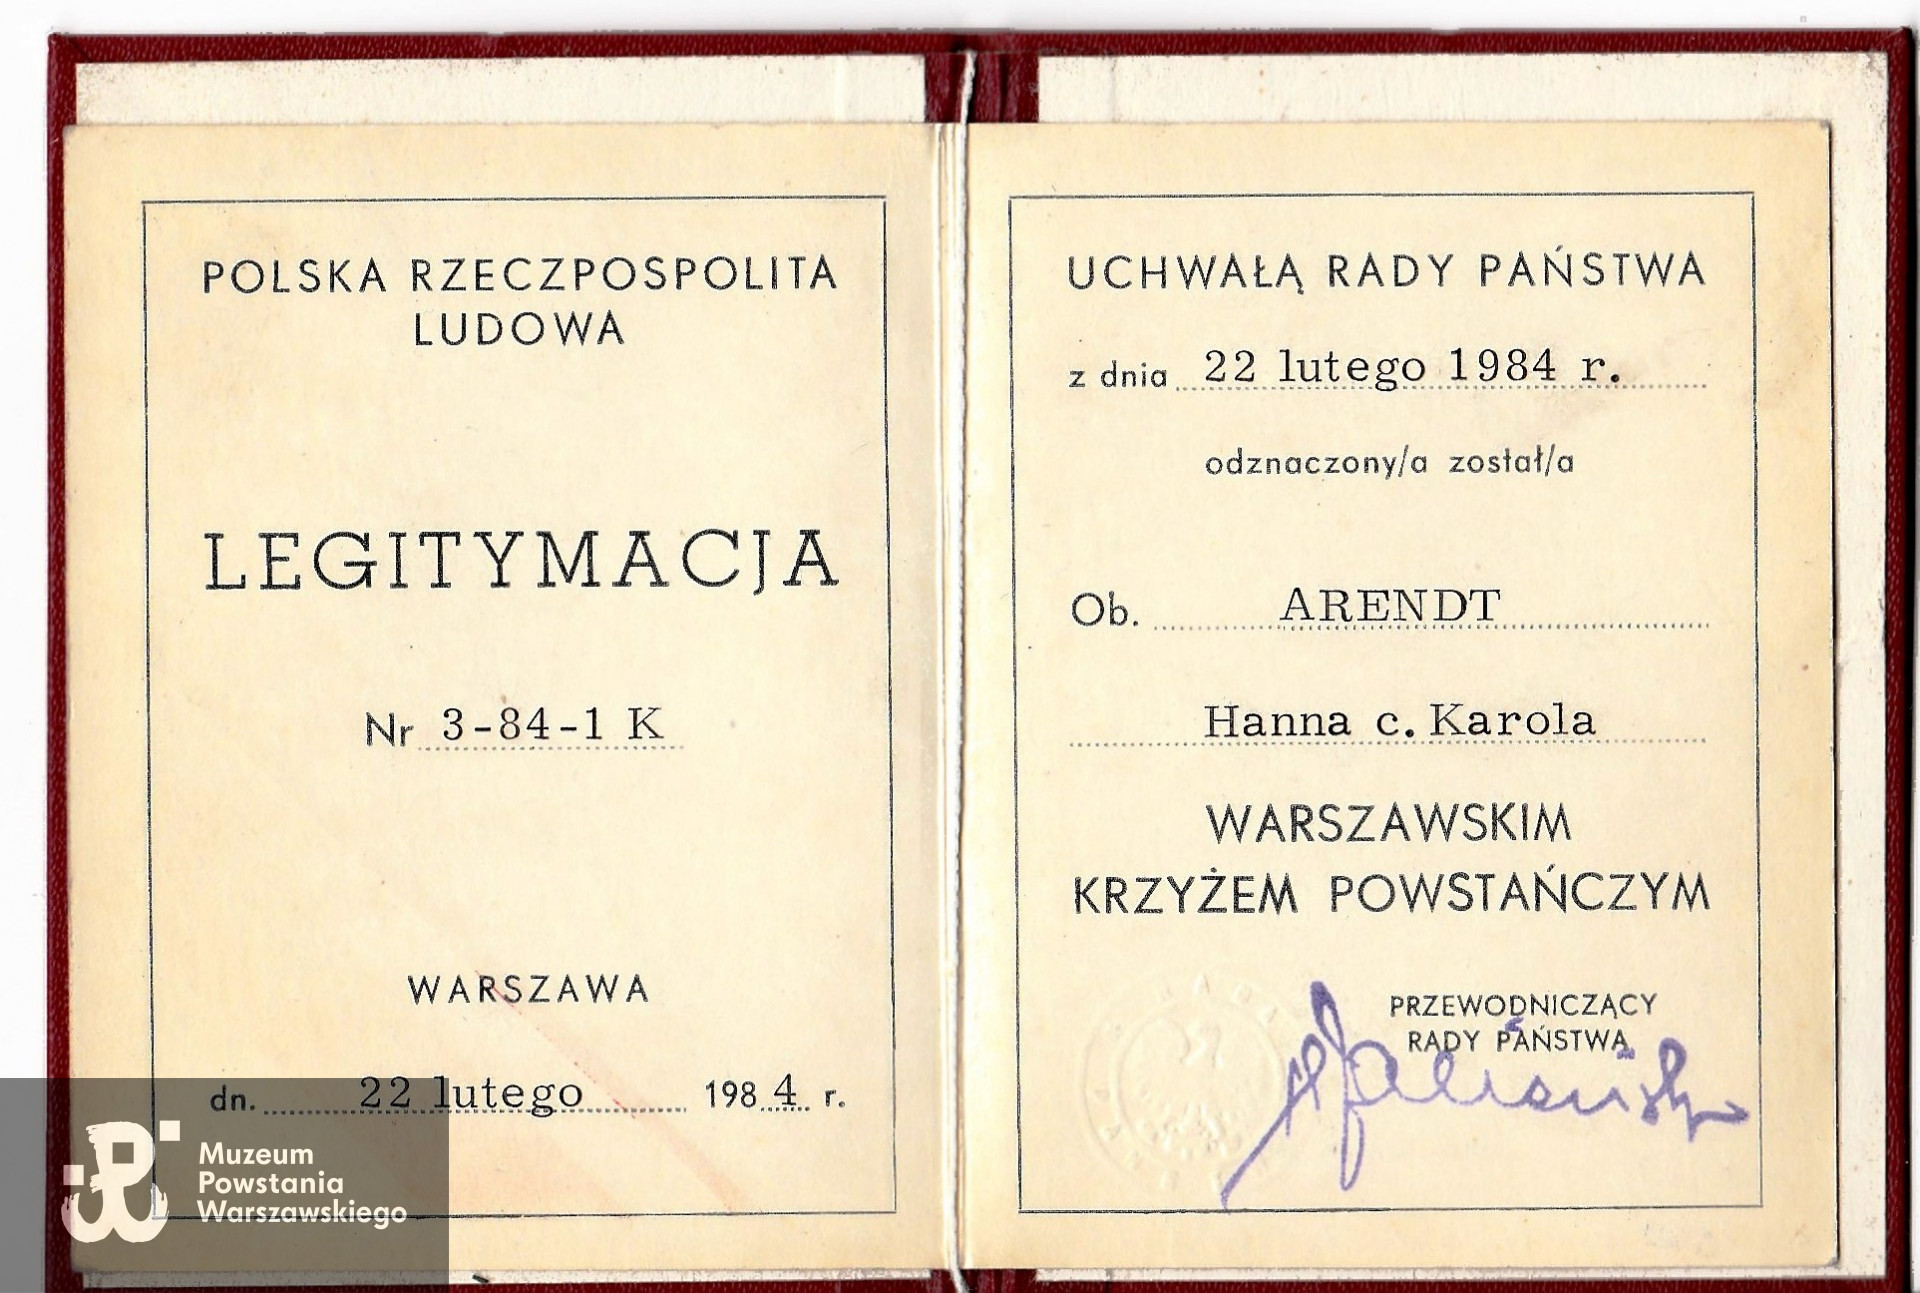 POLSKA RZECZPOSPOLITA
LUDOWA
LEGITYMACJA
Nr 3-84-1 K
WARSZAWA
dn. 22 lutego 1984 r.
UCHWAŁĄ RADY PAŃSTWA
z dnia 22 lutego 1984 r.
odznaczony/a został/a
Ob. ARENDT
Hanna c. Karola
WARSZAWSKIM
KRZYŻEM POWSTAŃCZYM
PRZEWODNICZĄCY
RADY PAŃSTWA
Muzeum
Powstania
Warszawskiego